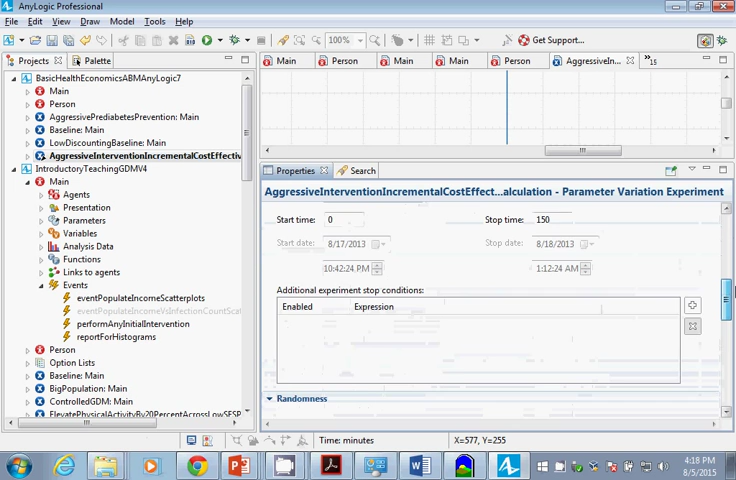 AnyLogic Professional
File Edit View Draw Model Tools Help
100%
Get Support...
Projects Palette
BasicHealthEconomicsABMAnyLogic7
Main
Person
AggressivePrediabetesPrevention: Main
Baseline: Main
LowDiscountingBaseline: Main
AggressiveInterventionIncrementalCostEffectiv
IntroductoryTeachingGDMV4
Main
Agents
Presentation
Parameters
Variables
Analysis Data
Functions
Links to agents
Events
eventPopulateIncomeScatterplots
eventPopulateIncomeVsInfectionCountScat
performAnyInitialIntervention
reportForHistograms
Person
Option Lists
Baseline: Main
BigPopulation: Main
ControlledGDM: Main
ElevatePhysicalActivityBy20PercentAcrossLowSESP
Main Person Main Main Person AggressiveIn... 15
Properties Search
AggressiveInterventionIncrementalCostEffect...alculation - Parameter Variation Experiment
Start time: 0 Stop time: 150
Start date: 8/17/2013 Stop date: 8/18/2013
10:42:24 PM 1:12:24 AM
Additional experiment stop conditions:
Enabled Expression
Randomness
Time: minutes X=577, Y=255
4:18 PM
8/5/2015